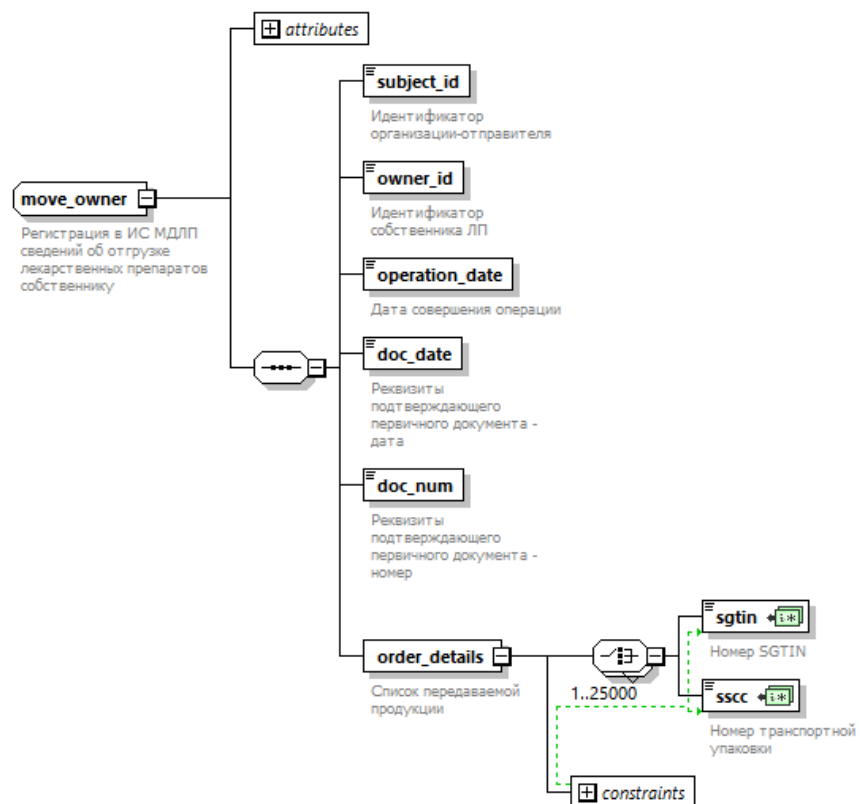 attributes
subject_id
Идентификатор
организации-отправителя
owner_id
Идентификатор
собственника ЛП
move_owner
Регистрация в ИС МДЛП
сведений об отгрузке
лекарственных препаратов
собственнику
operation_date
Дата совершения операции
doc_date
Реквизиты
подтверждающего
первичного документа -
дата
doc_num
Реквизиты
подтверждающего
первичного документа -
номер
order_details
Список передаваемой
продукции
1..25000
sgtin
Номер SGTIN
sscc
Номер транспортной
упаковки
constraints